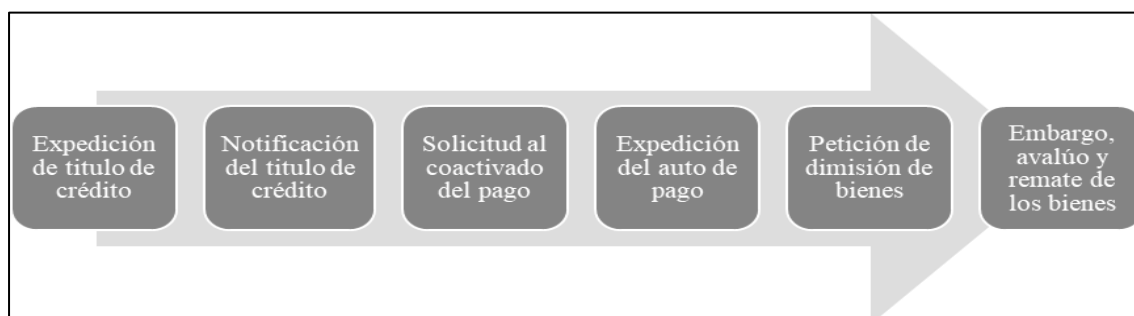 Expedición
de titulo de
crédito
Notificación
del titulo de
crédito
Solicitud al
coactivado
del pago
Expedición
del auto de
pago
Petición de
dimisión de
bienes
Embargo,
avalúo y
remate de
los bienes